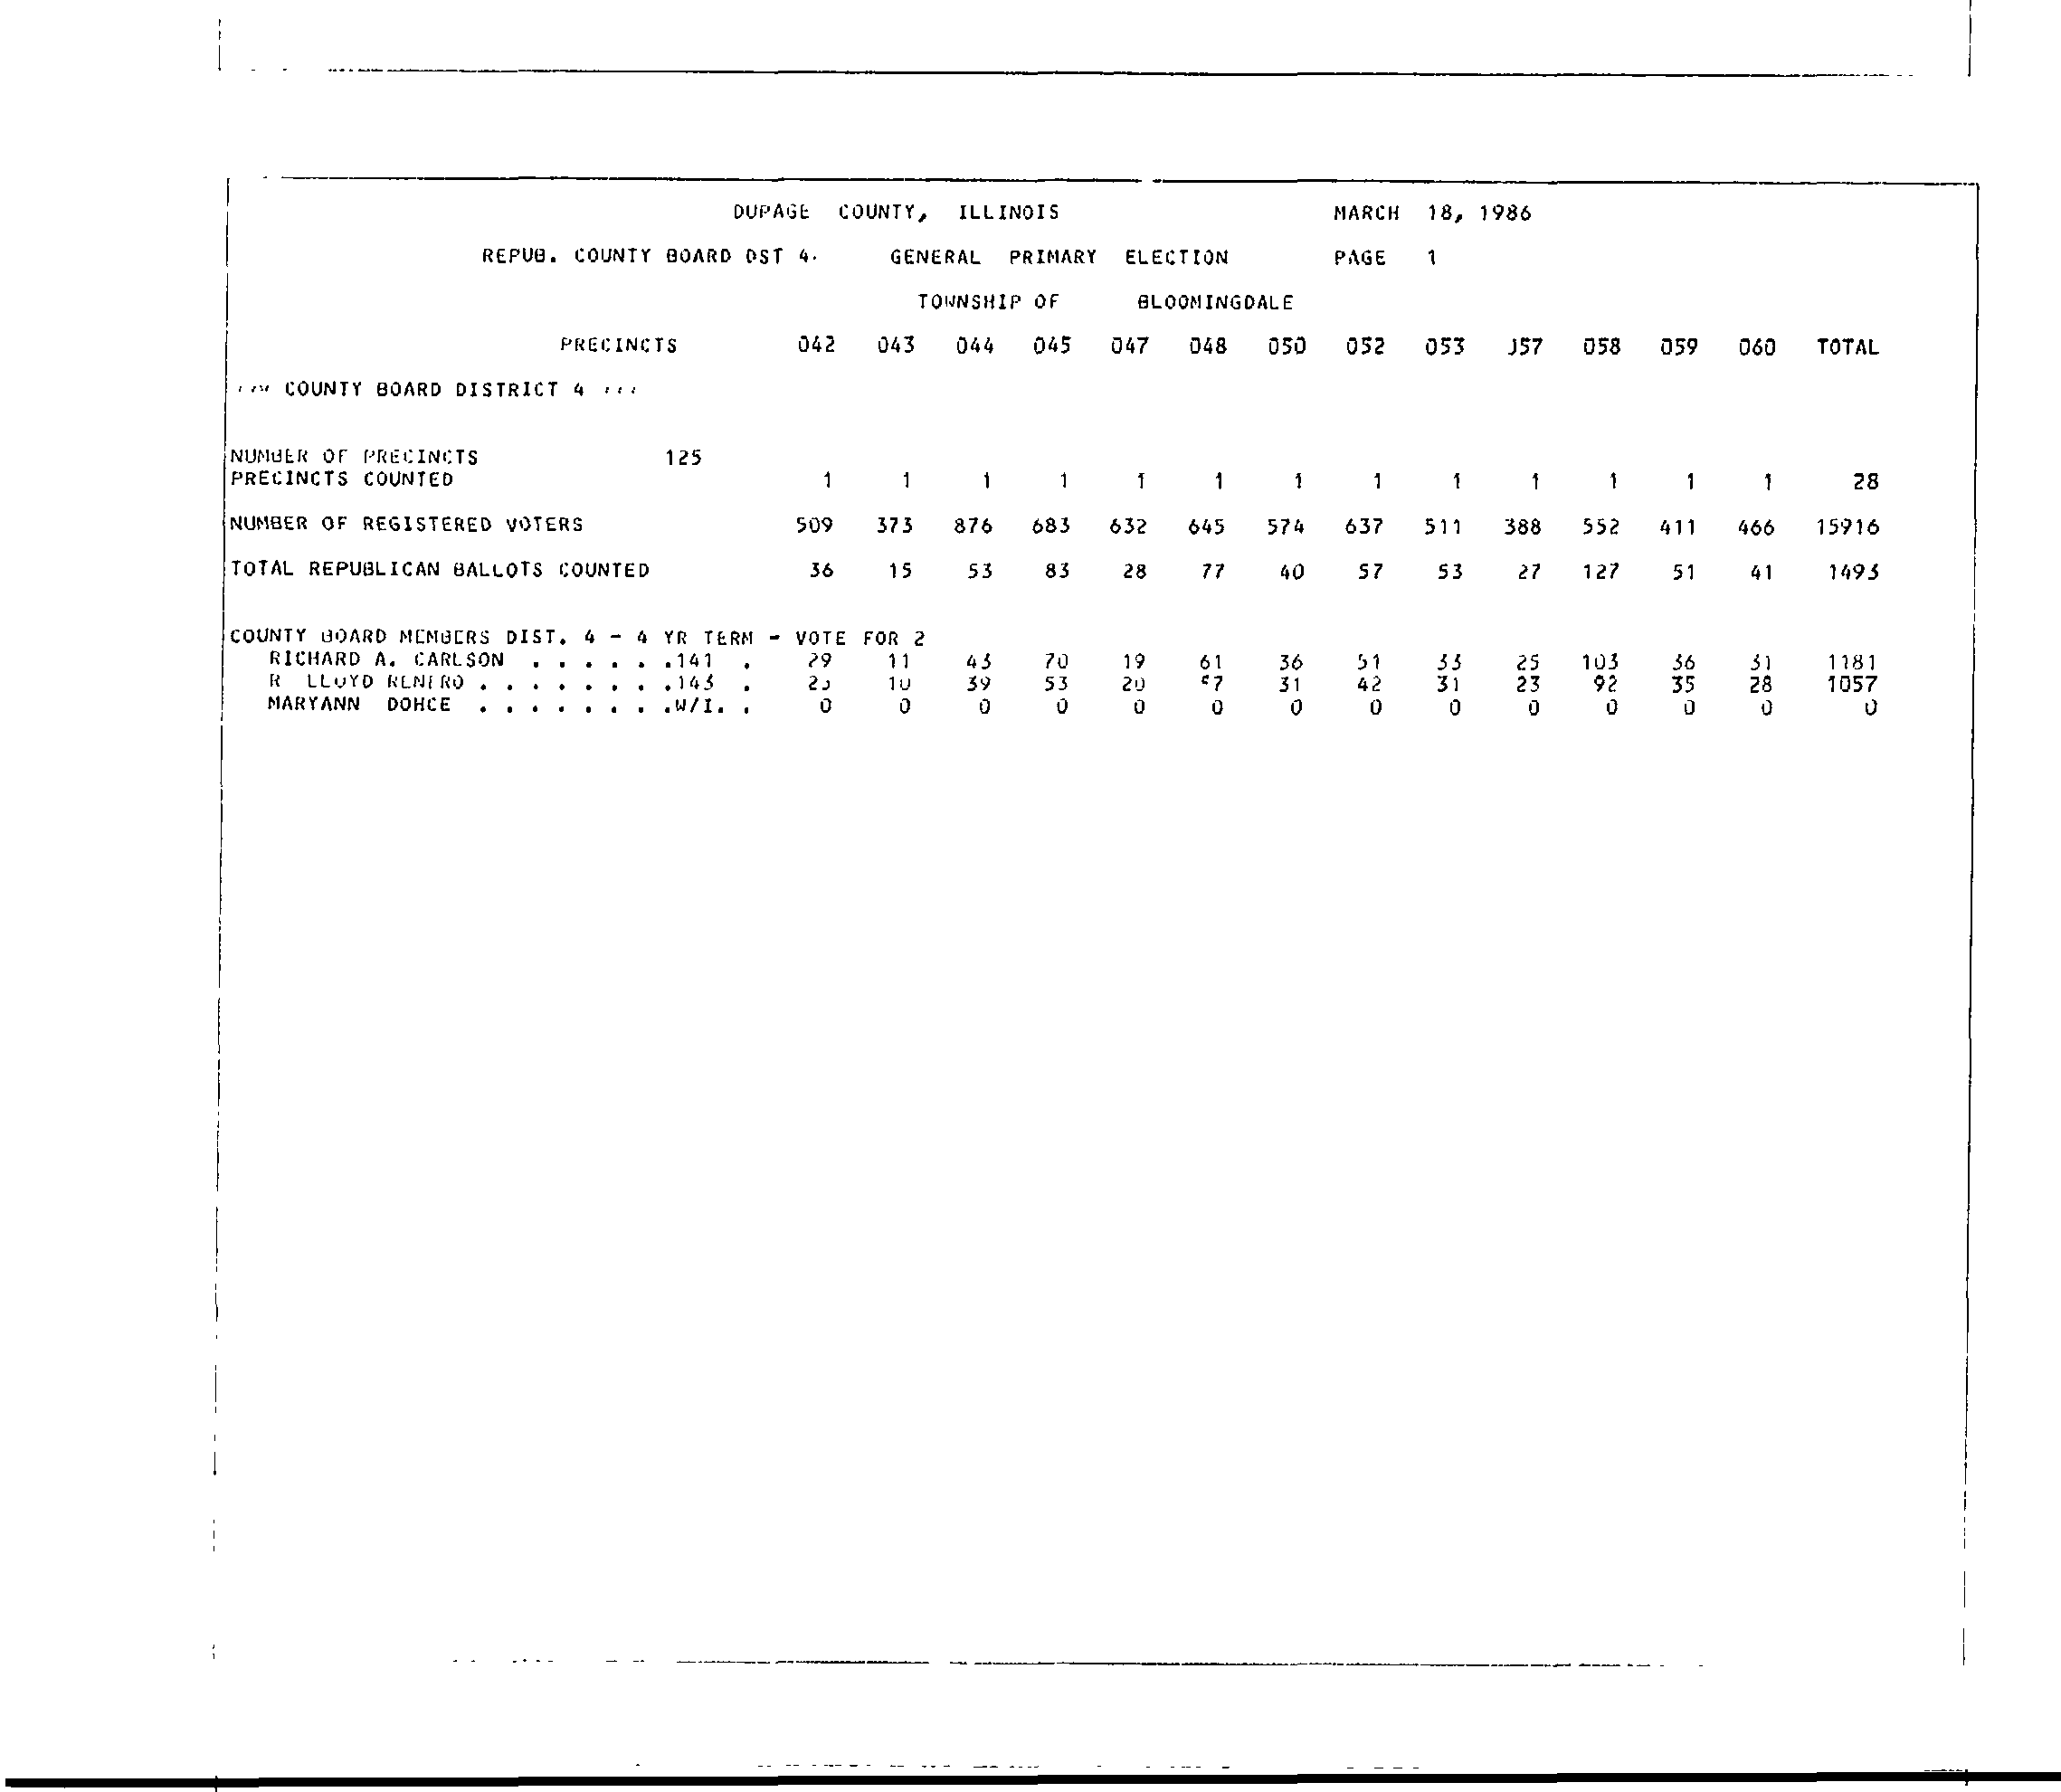 DUPAGE COUNTY, ILLINOIS MARCH 18, 1986
REPUB. COUNTY BOARD DST 4. GENERAL PRIMARY ELECTION PAGE 1
TOWNSHIP OF BLOOMINGDALE
PRECINCTS 042 043 044 045 047 048 050 052 053 057 058 059 060 TOTAL
COUNTY BOARD DISTRICT 4
NUMBER OF PRECINCTS 125
PRECINCTS COUNTED 1 1 1 1 1 1 1 1 1 1 1 1 1 28
NUMBER OF REGISTERED VOTERS 509 373 876 683 632 645 574 637 511 388 552 411 466 15916
TOTAL REPUBLICAN BALLOTS COUNTED 36 15 53 83 28 77 40 57 53 27 127 51 41 1493
COUNTY BOARD MEMBERS DIST. 4 - 4 YR TERM - VOTE FOR 2
RICHARD A. CARLSON . . . . . .141 . 29 11 43 70 19 61 36 51 33 25 103 36 31 1181
R LLOYD RENFRO . . . . . . . .143 . 10 39 53 20 31 42 31 23 92 35 28 1057
MARYANN DOHCE . . . . . . . .W/I. . 0 0 0 0 0 0 0 0 0 0 0 0 0 0